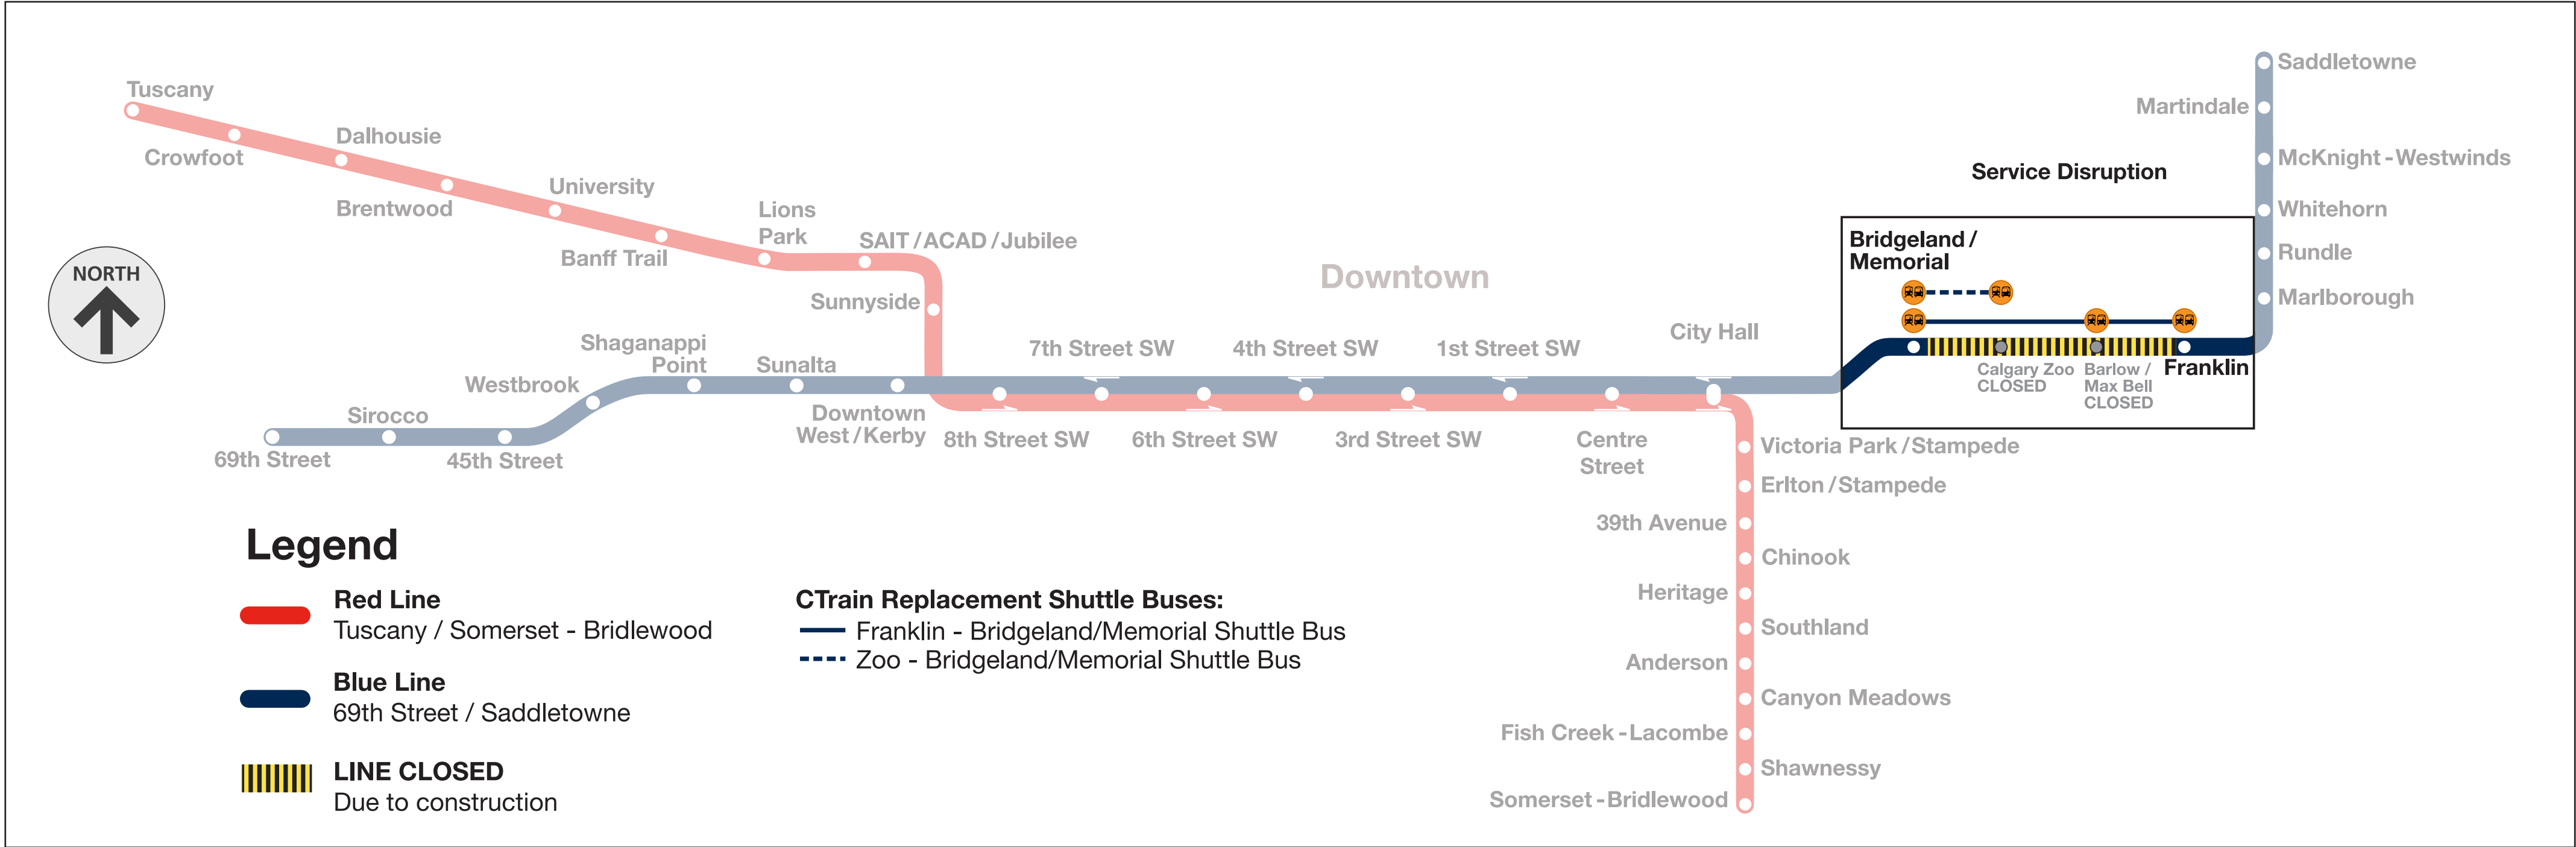 Tuscany
Crowfoot
Dalhousie
Brentwood
University
Banff Trail
Lions
Park
SAIT / ACAD / Jubilee
Sunnyside
NORTH
Downtown
Shaganappi
Point
Sunalta
Westbrook
Sirocco
69th Street
45th Street
Downtown
West / Kerby
7th Street SW
4th Street SW
1st Street SW
City Hall
8th Street SW
6th Street SW
3rd Street SW
Centre
Street
Service Disruption
Bridgeland /
Memorial
Calgary Zoo
CLOSED
Barlow /
Max Bell
CLOSED
Franklin
Saddletowne
Martindale
McKnight - Westwinds
Whitehorn
Rundle
Marlborough
Victoria Park / Stampede
Erlton / Stampede
39th Avenue
Chinook
Heritage
Southland
Anderson
Canyon Meadows
Fish Creek - Lacombe
Shawnessy
Somerset - Bridlewood
Legend
Red Line
Tuscany / Somerset - Bridlewood
Blue Line
69th Street / Saddletowne
LINE CLOSED
Due to construction
CTrain Replacement Shuttle Buses:
Franklin - Bridgeland/Memorial Shuttle Bus
Zoo - Bridgeland/Memorial Shuttle Bus